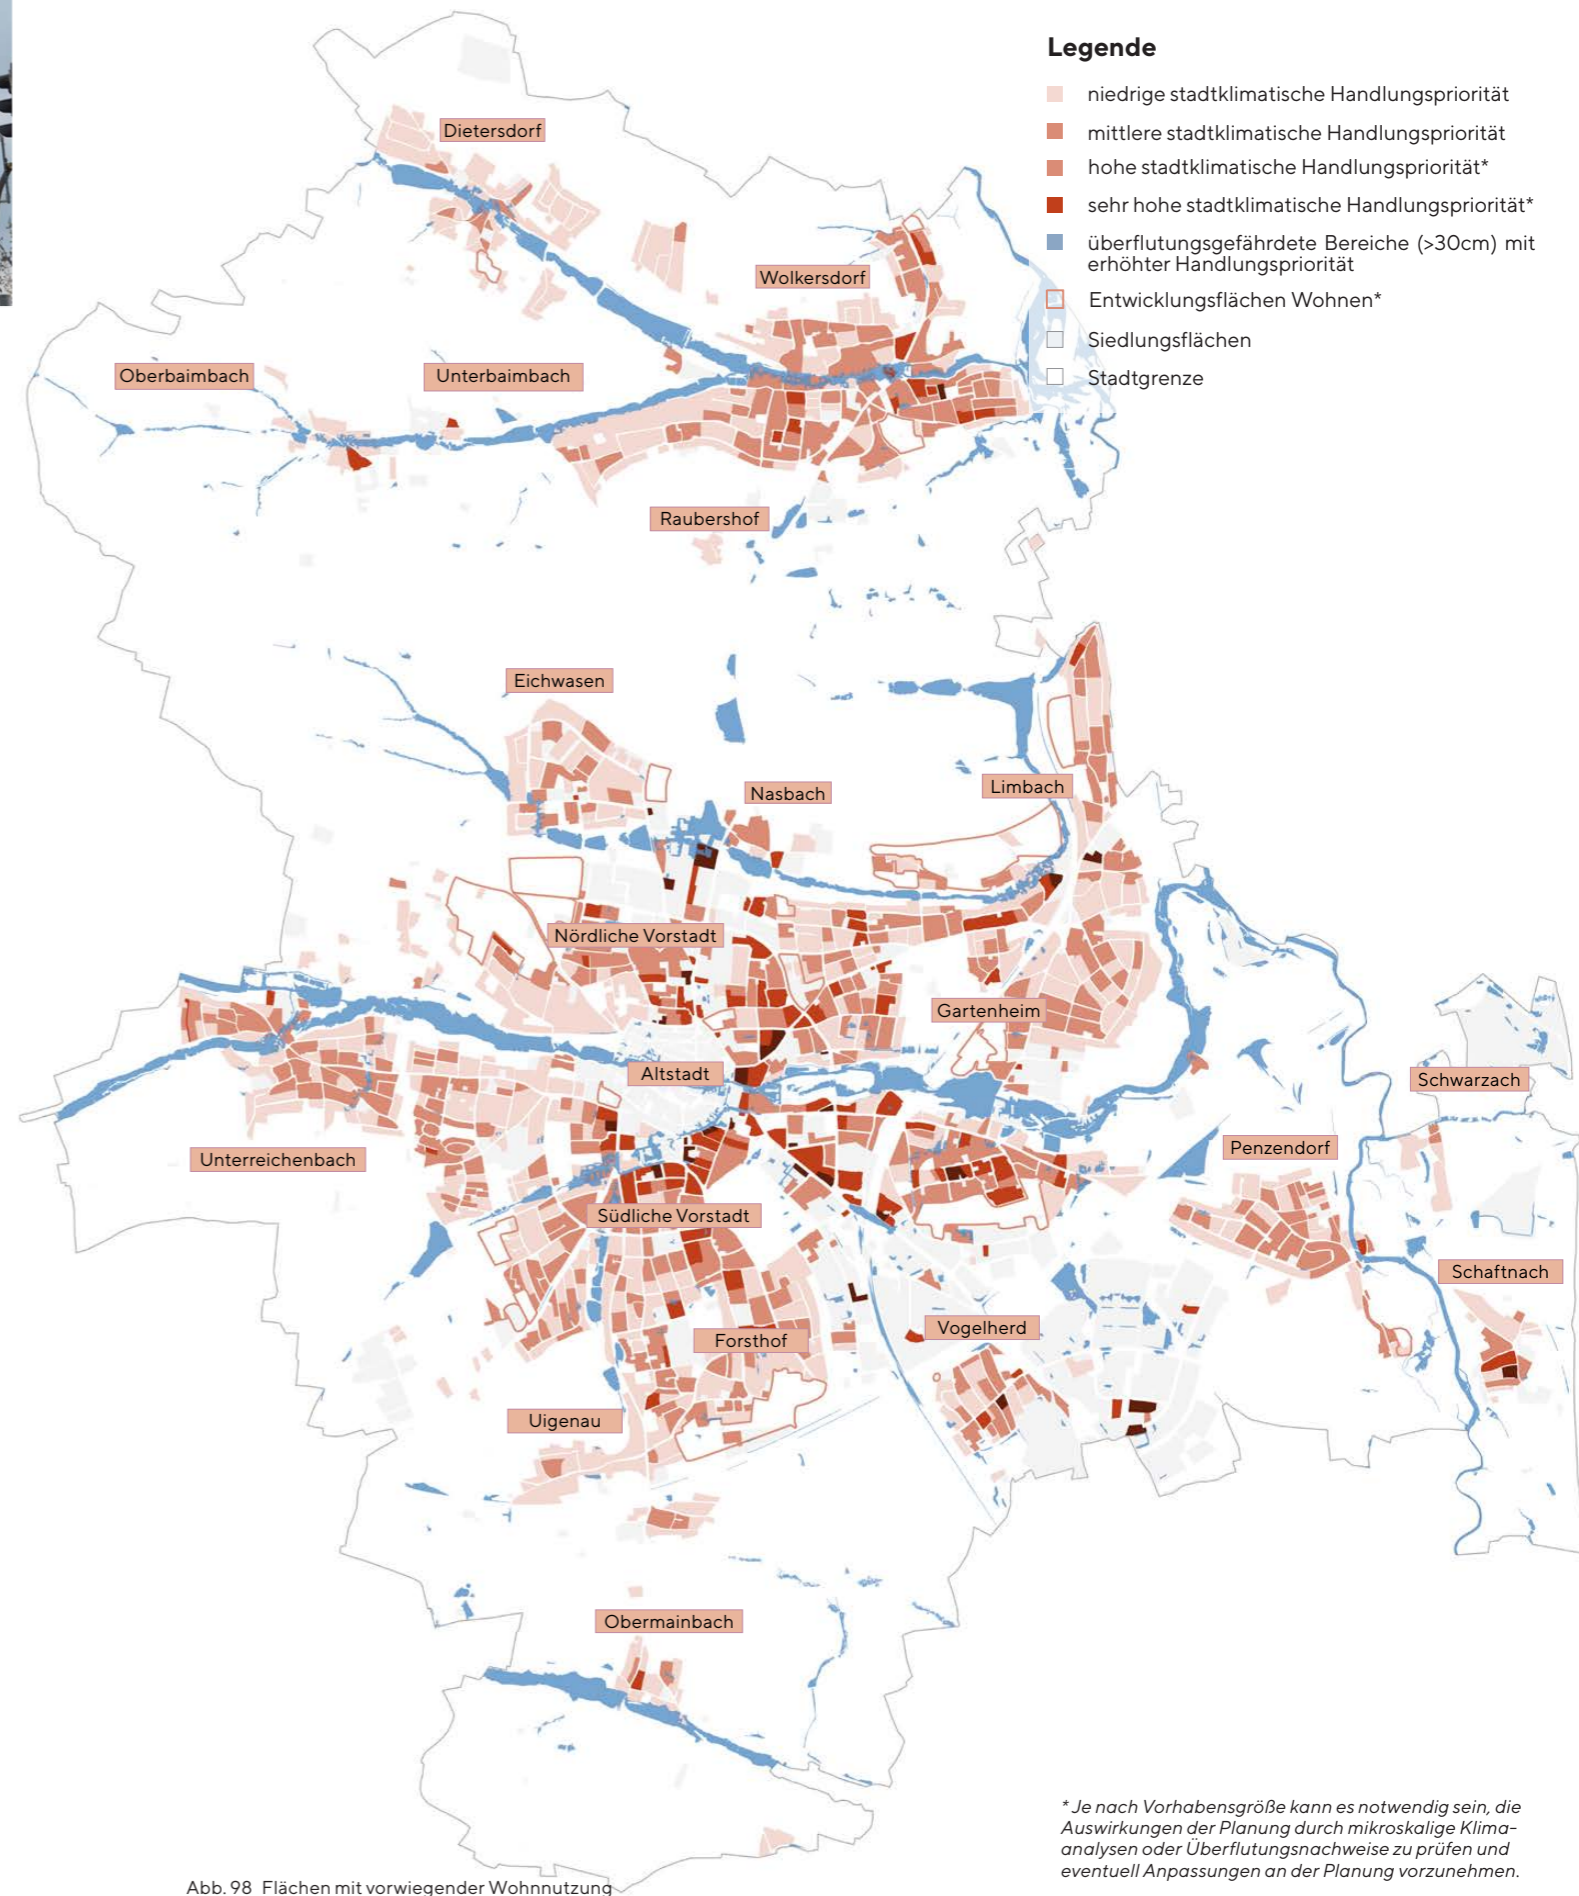 Legende
niedrige stadtklimatische Handlungspriorität
mittlere stadtklimatische Handlungspriorität
hohe stadtklimatische Handlungspriorität*
sehr hohe stadtklimatische Handlungspriorität*
überflutungsgefährdete Bereiche (>30cm) mit
erhöhter Handlungspriorität
Entwicklungsflächen Wohnen*
Siedlungsflächen
Stadtgrenze
Dietersdorf
Wolkersdorf
Oberbaimbach
Unterbaimbach
Raubershof
Eichwasen
Nasbach
Limbach
Nördliche Vorstadt
Gartenheim
Altstadt
Schwarzach
Unterreichenbach
Penzendorf
Südliche Vorstadt
Schaftnach
Forsthof
Vogelherd
Uigenau
Obermainbach
* Je nach Vorhabensgröße kann es notwendig sein, die
Auswirkungen der Planung durch mikroskalige Klima-
analysen oder Überflutungsnachweise zu prüfen und
eventuell Anpassungen an der Planung vorzunehmen.
Abb. 98 Flächen mit vorwiegender Wohnnutzung